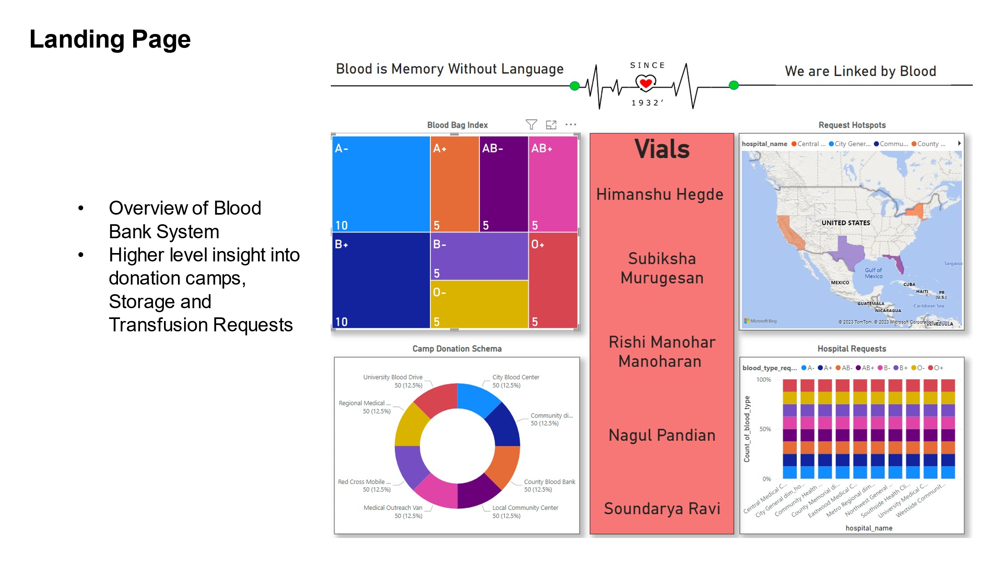 Landing Page
Blood is Memory Without Language
SINCE
1932’
We are Linked by Blood
• Overview of Blood
Bank System
• Higher level insight into
donation camps,
Storage and
Transfusion Requests
Blood Bag Index
A-
10
A+
5
AB-
5
AB+
5
B+
10
B-
5
O-
5
O+
5
Vials
Himanshu Hegde
Subiksha
Murugesan
Rishi Manohar
Manoharan
Nagul Pandian
Soundarya Ravi
Request Hotspots
hospital_name Central ... City Gener... Commu... County ...
UNITED STATES
Gulf of
Mexico
Sargasso
MEXICO
CUBA
HAITI
PR
(U.S.)
GUATEMALA
Caribbean Sea
NICARAGUA
Microsoft Bing
© 2023 TomTom, © 2023 Microsoft Corporation Terms
VENEZUELA
Camp Donation Schema
University Blood Drive
50 (12.5%)
City Blood Center
50 (12.5%)
Regional Medical ...
50 (12.5%)
Community di...
50 (12.5%)
Red Cross Mobile ...
50 (12.5%)
County Blood Bank
50 (12.5%)
Medical Outreach Van
50 (12.5%)
Local Community Center
50 (12.5%)
Hospital Requests
blood_type_req... A- A+ AB- AB+ B- B+ O- O+
100%
50%
0%
Count_of_blood_type
Central Medical C...
City General dim_ho...
Community Health ...
County Memorial di...
Eastwood Medical C...
Metro Regional dim...
Northwest General ...
Southside Health Cli...
University Medical C...
Westside Communit...
hospital_name